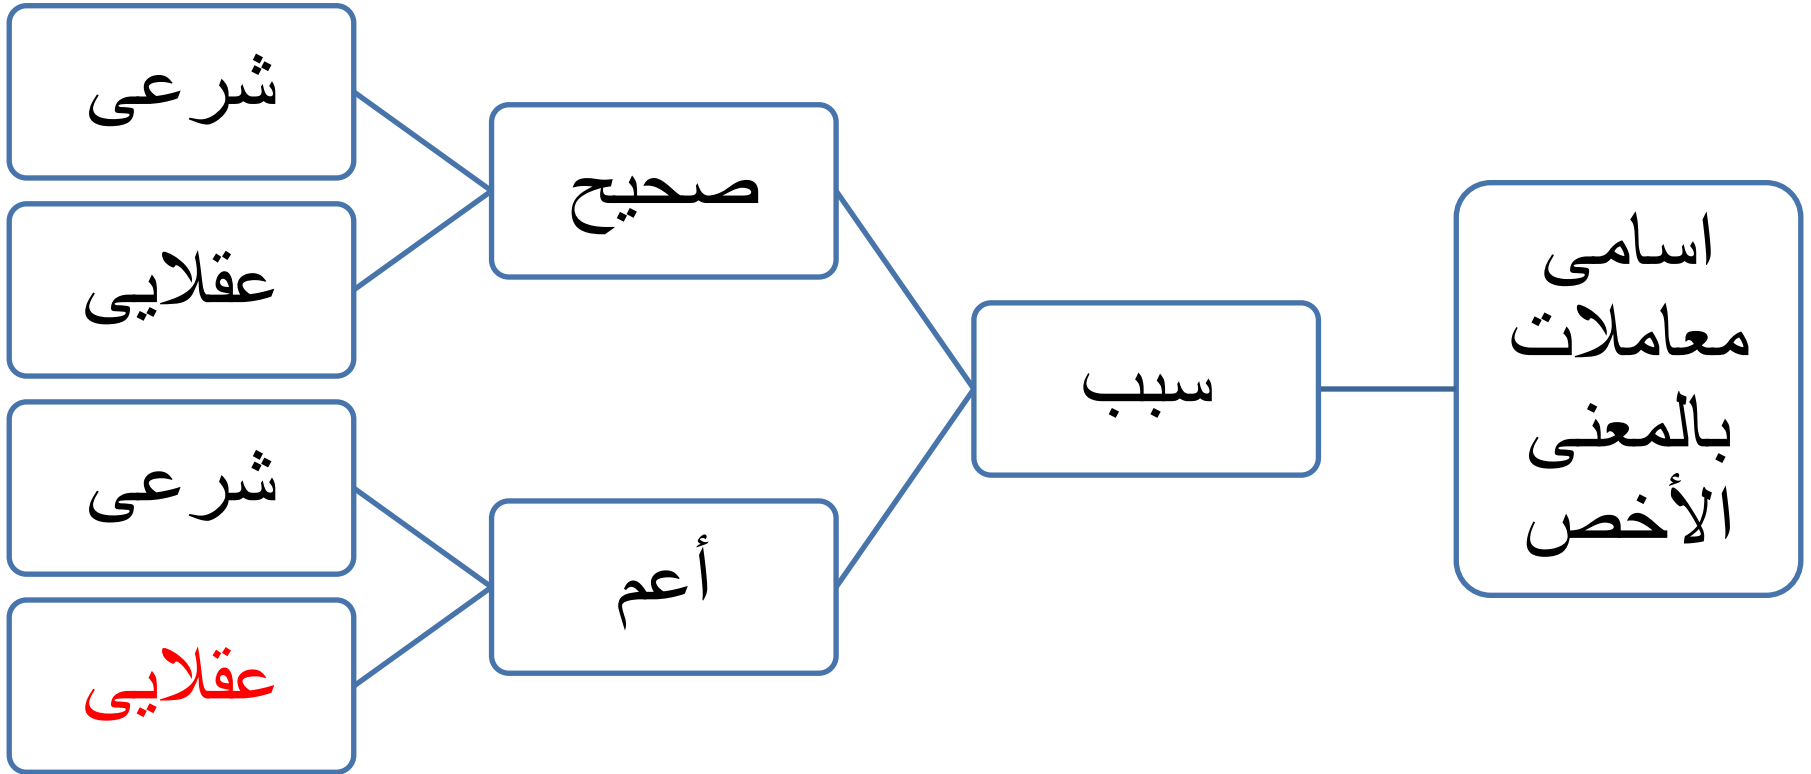 اسامی
معاملات
بالمعنی
الأخص
سبب
صحیح
أعم
شرعی
عقلایی
شرعی
عقلایی